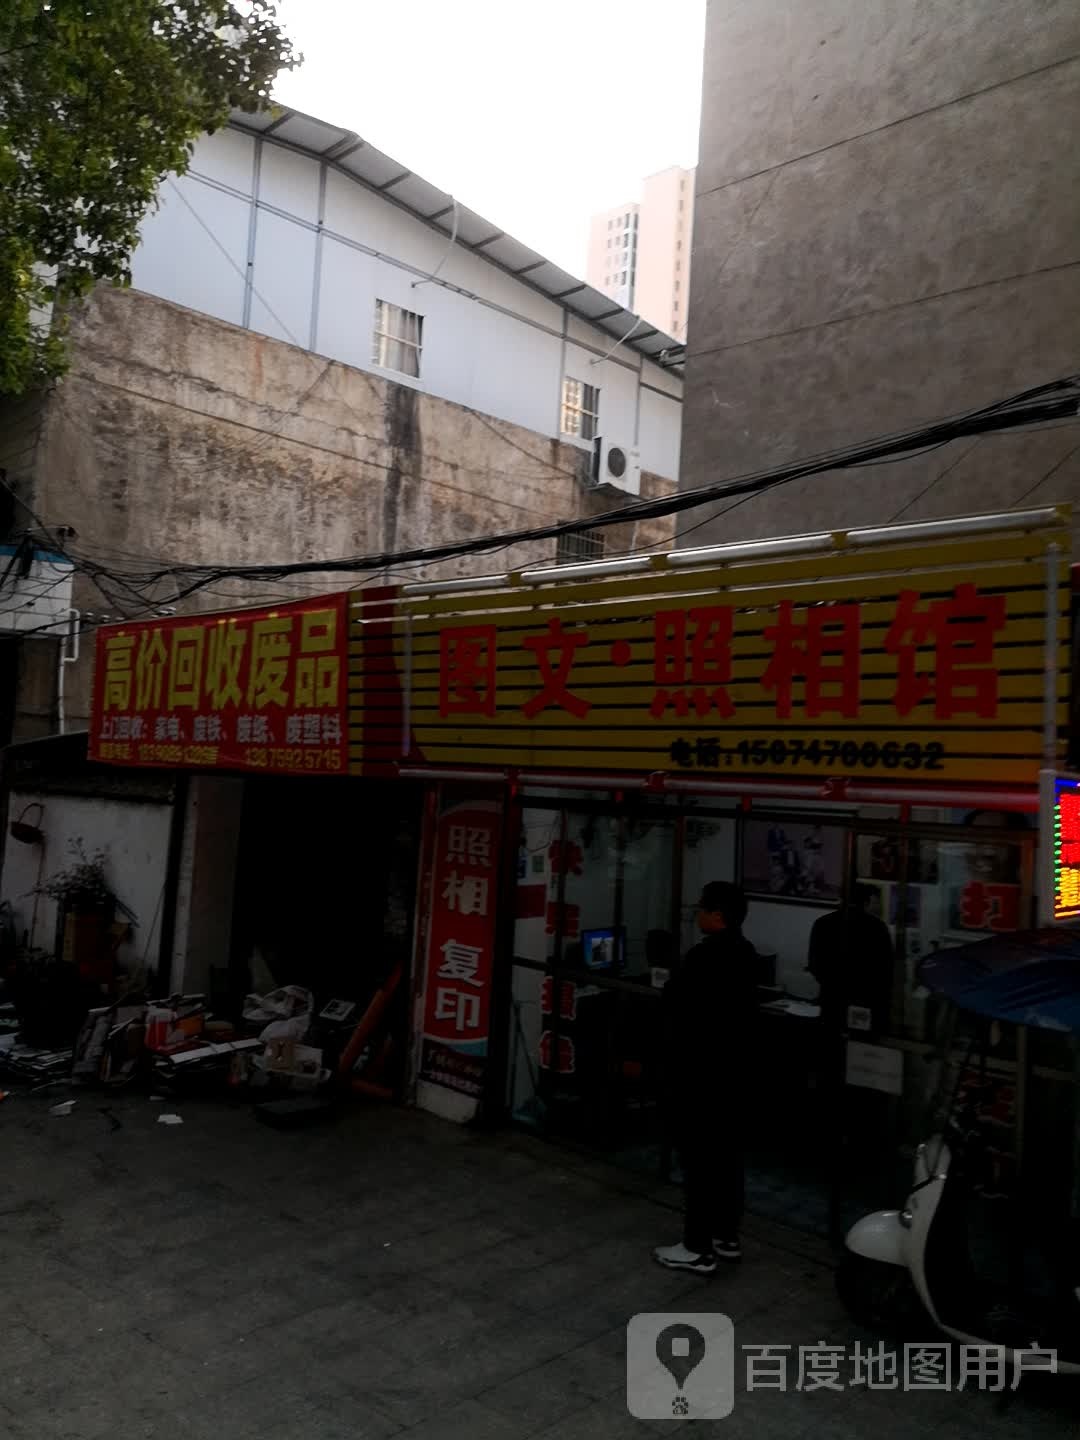 高价回收废品
上门回收：家电、废铁、废纸、废塑料
13875925715
图文·照相馆
电话：15074700632
照相 复印
快
打
百度地图用户